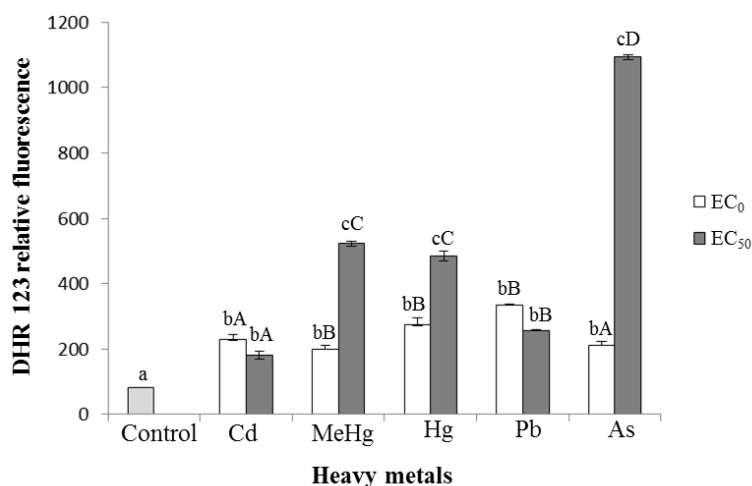 1200
1000
800
600
400
200
0
DHR 123 relative fluorescence
a
bA
bA
bB
cC
bB
cC
bB
bB
bA
cD
Control
Cd
MeHg
Hg
Pb
As
Heavy metals
EC₀
EC₅₀